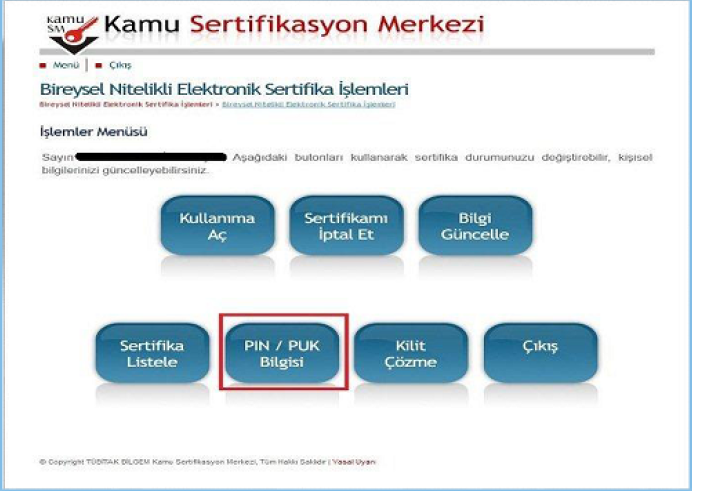 Kamu
SM
Kamu Sertifikasyon Merkezi
Menü | Çıkış
Bireysel Nitelikli Elektronik Sertifika İşlemleri
Bireysel Nitelikli Elektronik Sertifika İşlemleri > Bireysel Nitelikli Elektronik Sertifika İşlemleri
İşlemler Menüsü
Sayın Aşağıdaki butonları kullanarak sertifika durumunuzu değiştirebilir, kişisel
bilgilerinizi güncelleyebilirsiniz.
Kullanıma
Aç
Sertifikamı
İptal Et
Bilgi
Güncelle
Sertifika
Listele
PIN / PUK
Bilgisi
Kilit
Çözme
Çıkış
© Copyright TÜBİTAK BİLGEM Kamu Sertifikasyon Merkezi, Tüm Hakkı Saklıdır | Yasal Uyarı